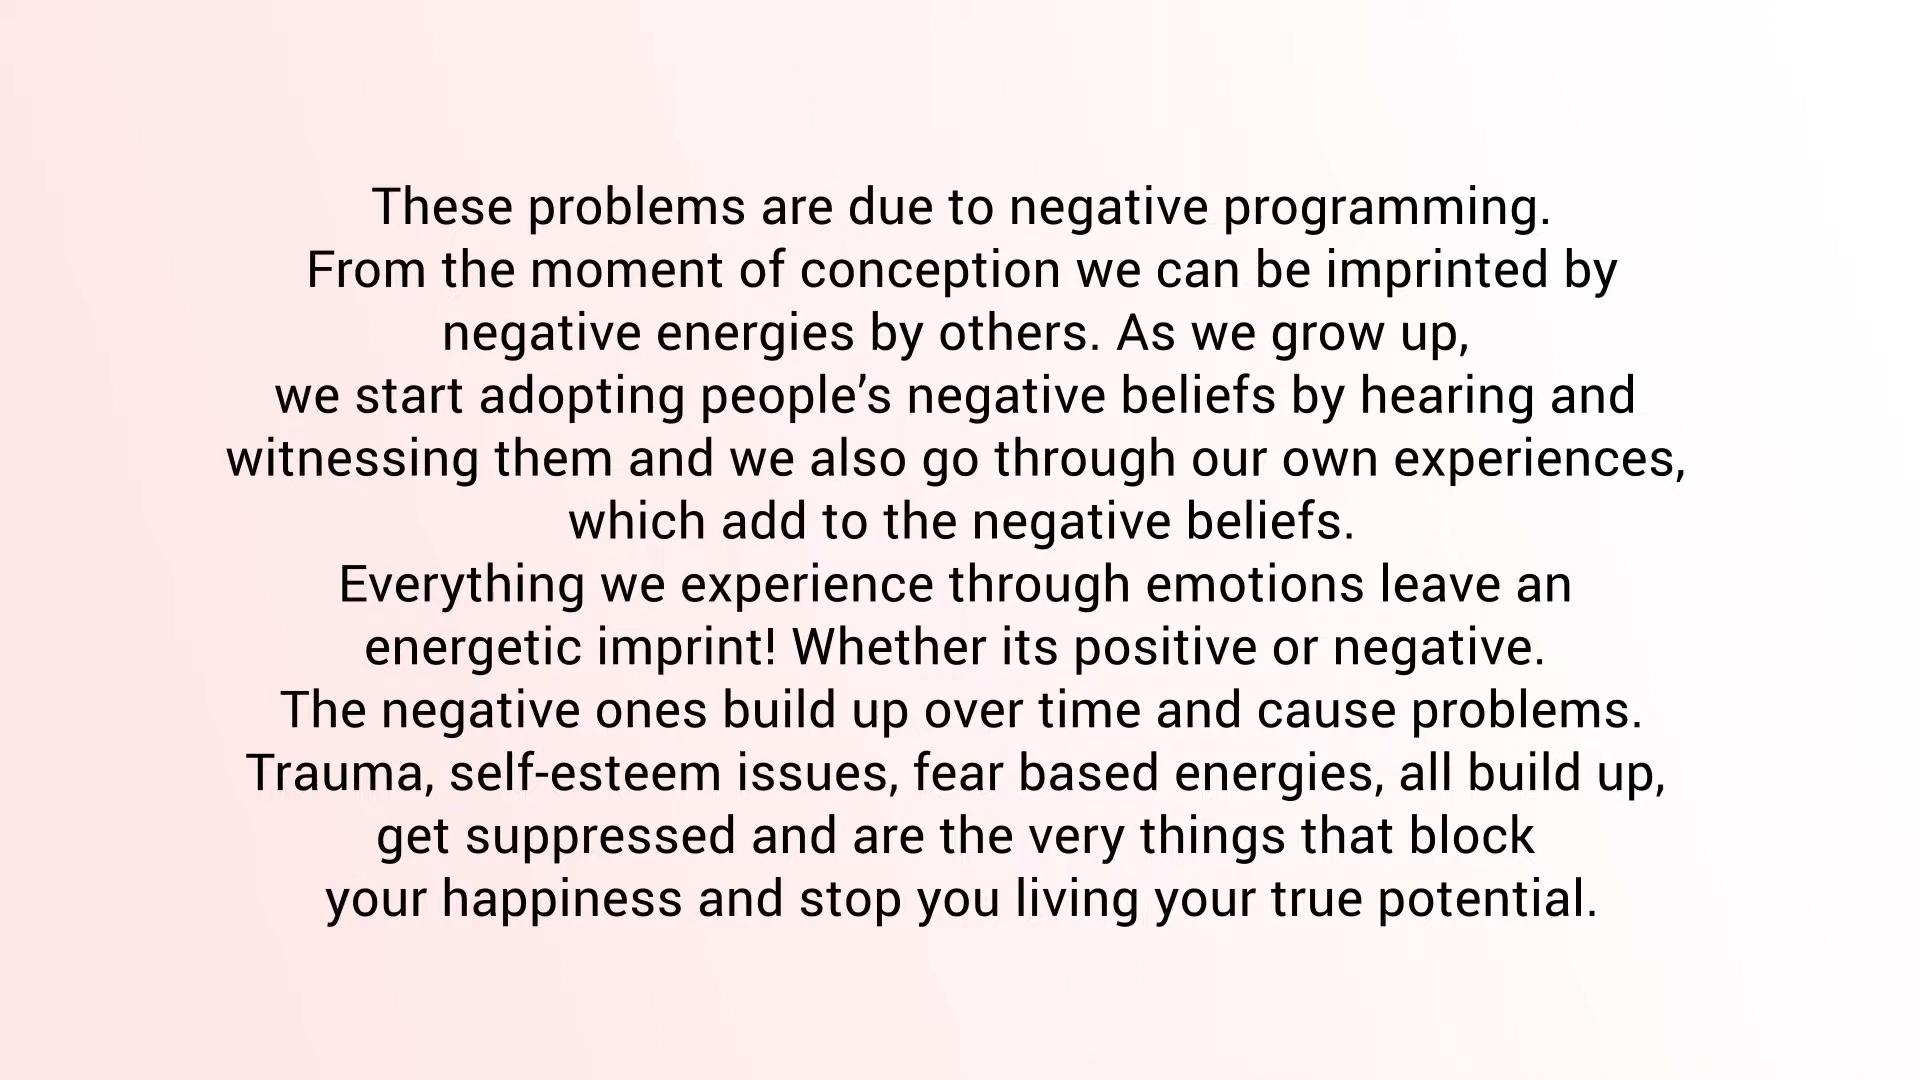 These problems are due to negative programming.
From the moment of conception we can be imprinted by
negative energies by others. As we grow up,
we start adopting people’s negative beliefs by hearing and
witnessing them and we also go through our own experiences,
which add to the negative beliefs.
Everything we experience through emotions leave an
energetic imprint! Whether its positive or negative.
The negative ones build up over time and cause problems.
Trauma, self-esteem issues, fear based energies, all build up,
get suppressed and are the very things that block
your happiness and stop you living your true potential.